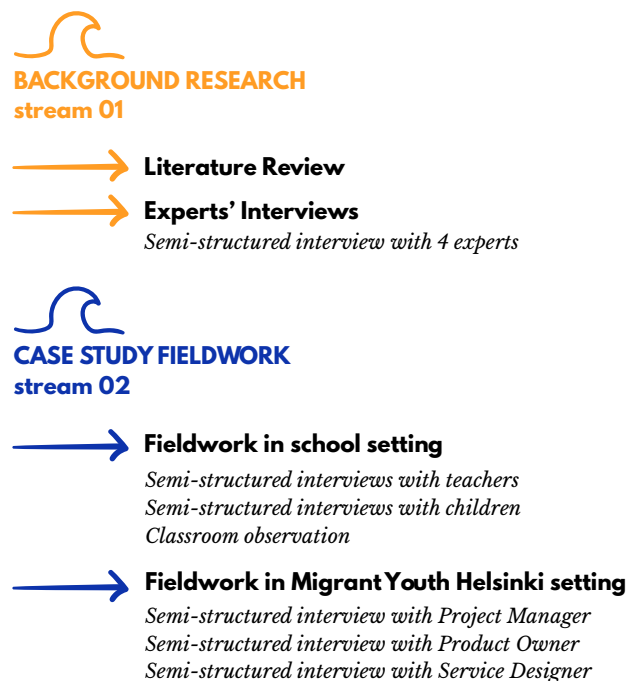 BACKGROUND RESEARCH
stream 01
Literature Review
Experts’ Interviews
Semi-structured interview with 4 experts
CASE STUDY FIELDWORK
stream 02
Fieldwork in school setting
Semi-structured interviews with teachers
Semi-structured interviews with children
Classroom observation
Fieldwork in Migrant Youth Helsinki setting
Semi-structured interview with Project Manager
Semi-structured interview with Product Owner
Semi-structured interview with Service Designer